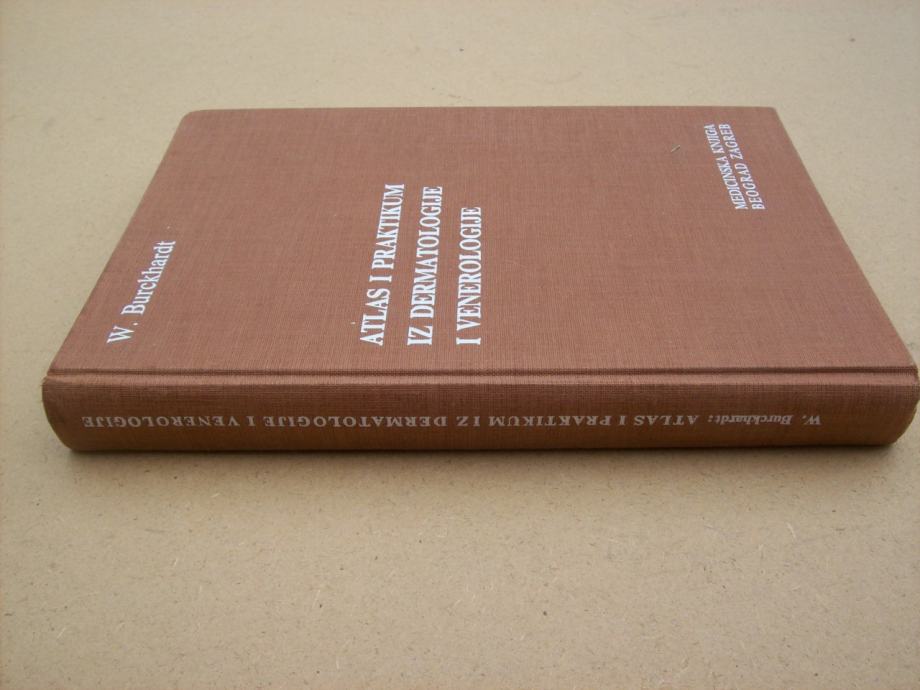 W. Burckhardt
ATLAS I PRAKTIKUM
IZ DERMATOLOGIJE
I VENEROLOGIJE
MEDICINSKA KNJIGA
BEOGRAD ZAGREB
W. Burckhardt: ATLAS I PRAKTIKUM IZ DERMATOLOGIJE I VENEROLOGIJE